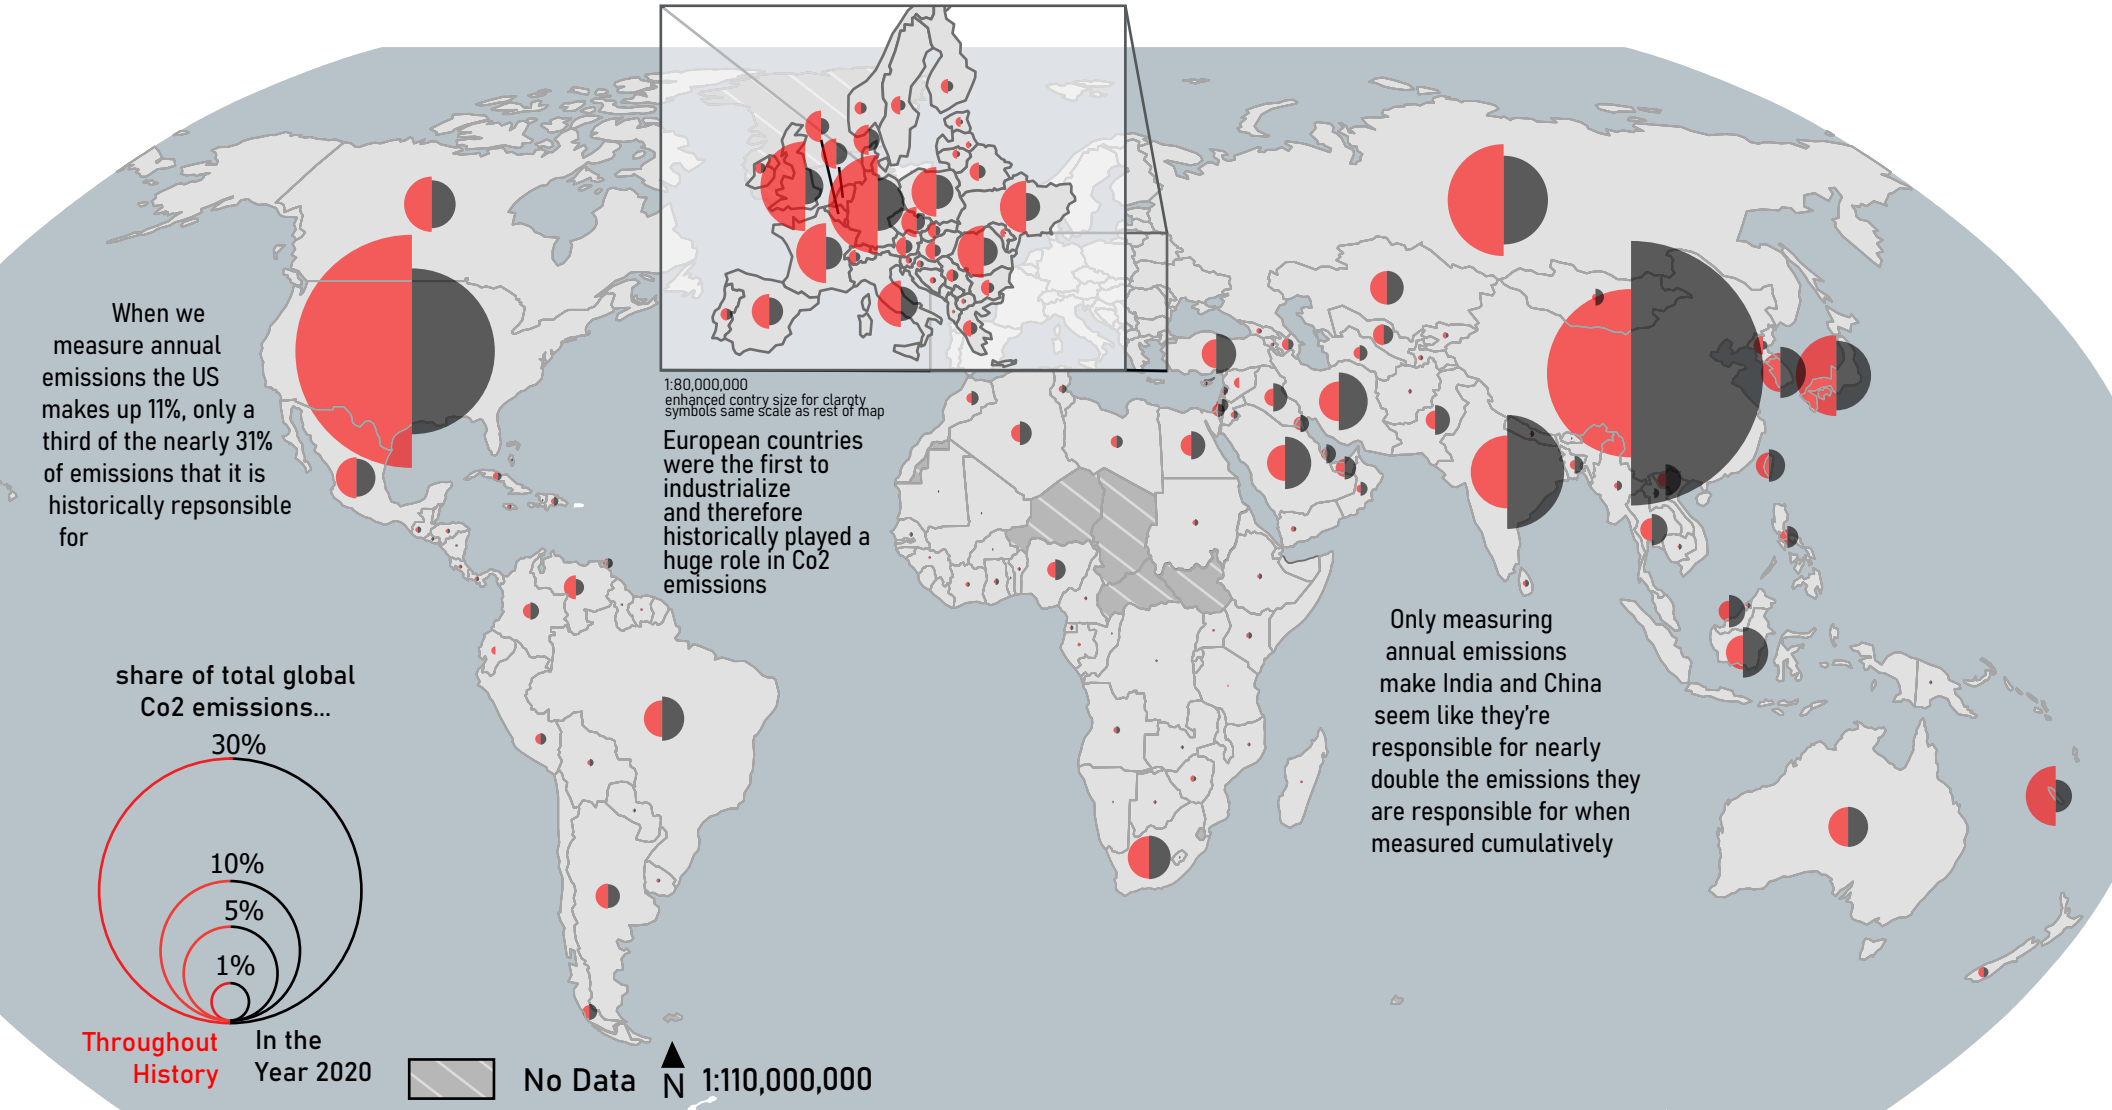 When we
measure annual
emissions the US
makes up 11%, only a
third of the nearly 31%
of emissions that it is
historically repsonsible
for
1:80,000,000
enhanced contry size for claroty
symbols same scale as rest of map
European countries
were the first to
industrialize
and therefore
historically played a
huge role in Co2
emissions
Only measuring
annual emissions
make India and China
seem like they're
responsible for nearly
double the emissions they
are responsible for when
measured cumulatively
share of total global
Co2 emissions...
30%
10%
5%
1%
Throughout
History
In the
Year 2020
No Data
N
1:110,000,000